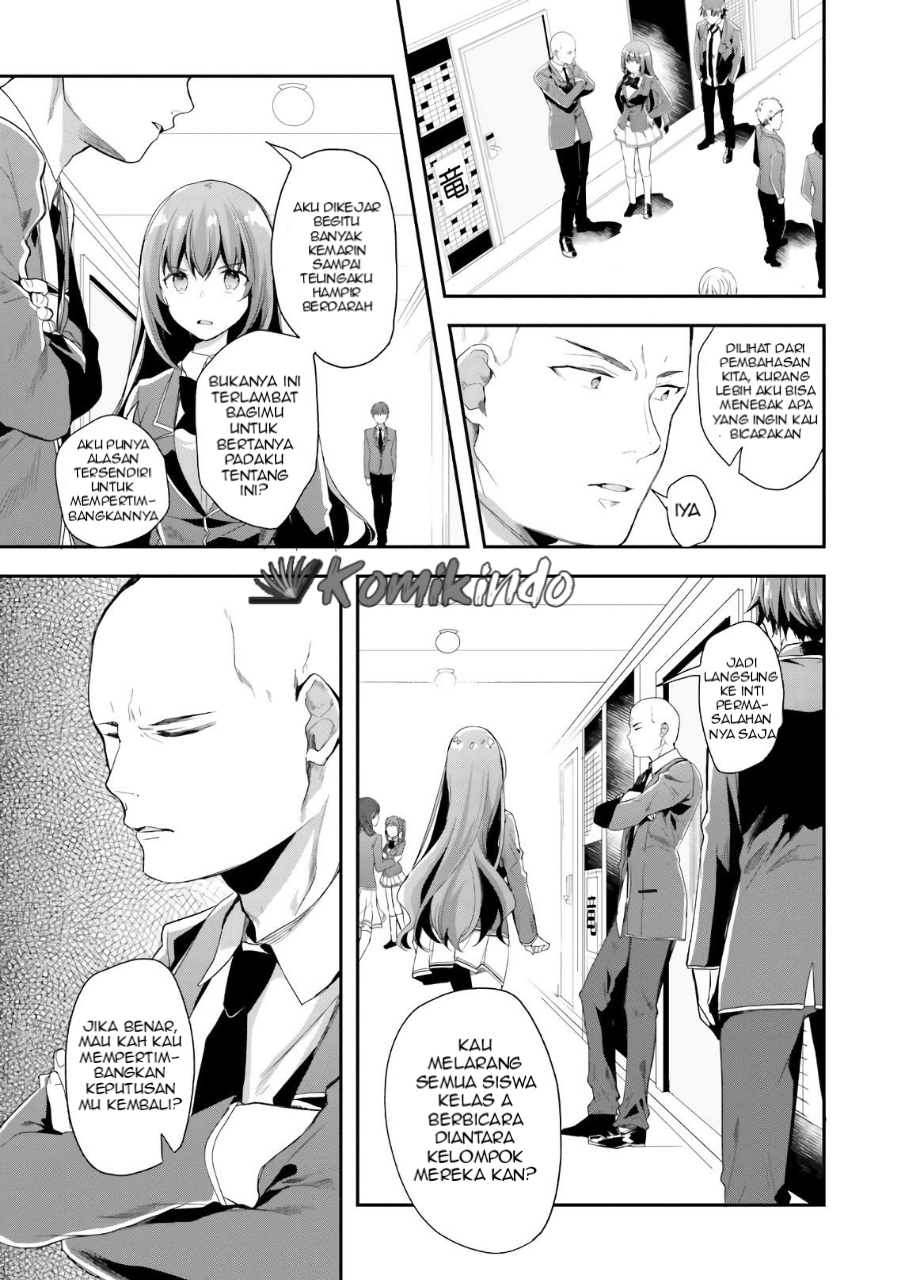 竜
DILIHAT DARI
PEMBAHASAN
KITA, KURANG
LEBIH AKU BISA
MENEBAK APA
YANG INGIN KAU
BICARAKAN
IYA
AKU DIKEJAR
BEGITU
BANYAK
KEMARIN
SAMPAI
TELINGAKU
HAMPIR
BERDARAH
BUKANYA INI
TERLAMBAT
BAGIMU
UNTUK
BERTANYA
PADAKU
TENTANG
INI?
AKU PUNYA
ALASAN
TERSENDIRI
UNTUK
MEMPERTIM-
BANGKANNYA
Komikindo
JADI
LANGSUNG
KE INTI
PERMA-
SALAHAN
NYA SAJA
KAU
MELARANG
SEMUA SISWA
KELAS A
BERBICARA
DIANTARA
KELOMPOK
MEREKA KAN?
JIKA BENAR,
MAU KAH KAU
MEMPERTIM-
BANGKAN
KEPUTUSAN
MU KEMBALI?